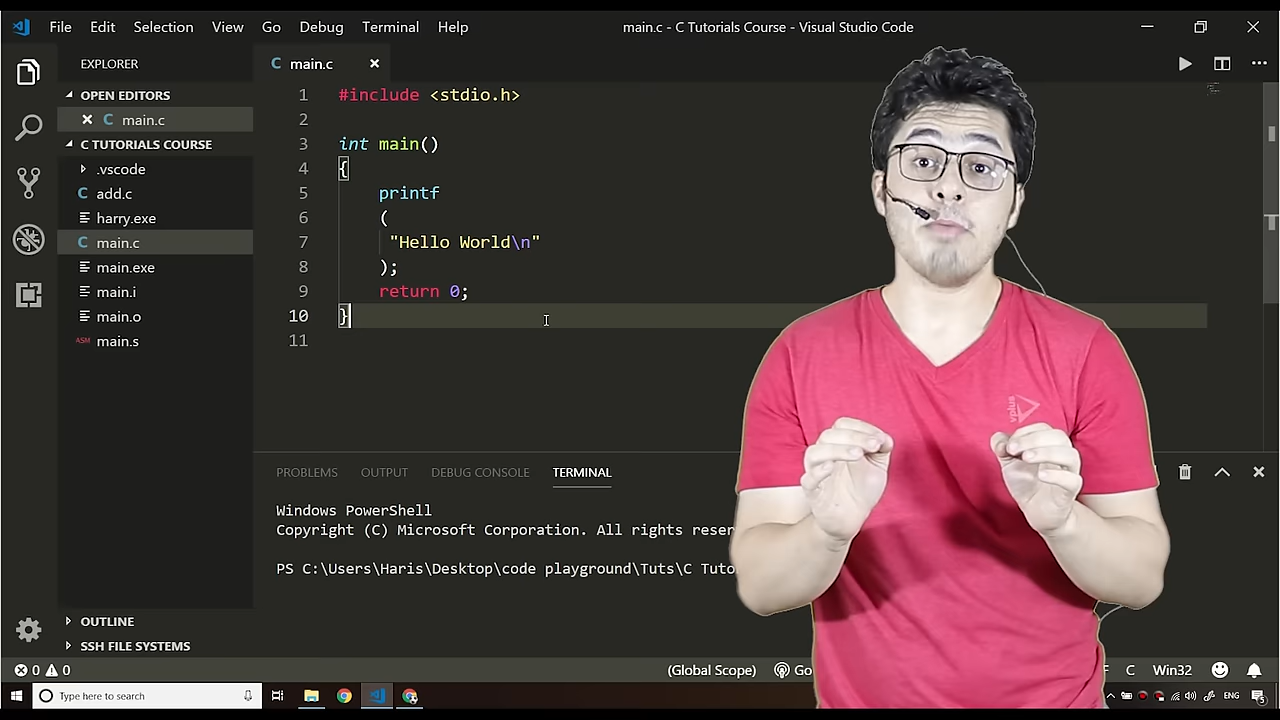 File Edit Selection View Go Debug Terminal Help
main.c - C Tutorials Course - Visual Studio Code
EXPLORER
OPEN EDITORS
main.c
C TUTORIALS COURSE
.vscode
C add.c
harry.exe
C main.c
main.exe
main.i
main.o
ASM main.s
OUTLINE
SSH FILE SYSTEMS
C main.c
1 #include <stdio.h>
2
3 int main()
4 {
5 printf
6 (
7 "Hello World\n"
8 );
9 return 0;
10 }
11
vplus
PROBLEMS OUTPUT DEBUG CONSOLE TERMINAL
Windows PowerShell
Copyright (C) Microsoft Corporation. All rights reser
PS C:\Users\Haris\Desktop\code playground\Tuts\C Tuto
0 0 (Global Scope) Go F C Win32
Type here to search
ENG